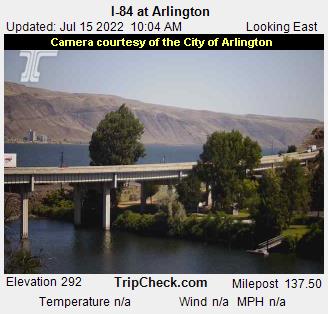 I-84 at Arlington
Updated: Jul 15 2022 10:04 AM Looking East
Camera courtesy of the City of Arlington
Elevation 292 TripCheck.com Milepost 137.50
Temperature n/a Wind n/a MPH n/a